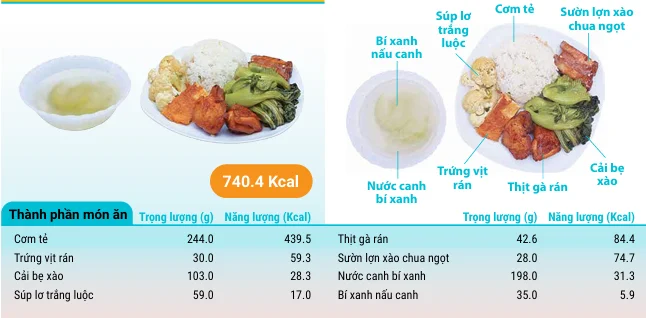 Cơm tẻ
Sườn lợn xào
chua ngọt
Súp lơ
trắng
luộc
Bí xanh
nấu canh
Trứng vịt
rán
Thịt gà rán
Cải bẹ
xào
Nước canh
bí xanh
740.4 Kcal
Thành phần món ăn Trọng lượng (g) Năng lượng (Kcal) Trọng lượng (g) Năng lượng (Kcal)
Cơm tẻ 244.0 439.5 Thịt gà rán 42.6 84.4
Trứng vịt rán 30.0 59.3 Sườn lợn xào chua ngọt 28.0 74.7
Cải bẹ xào 103.0 28.3 Nước canh bí xanh 198.0 31.3
Súp lơ trắng luộc 59.0 17.0 Bí xanh nấu canh 35.0 5.9